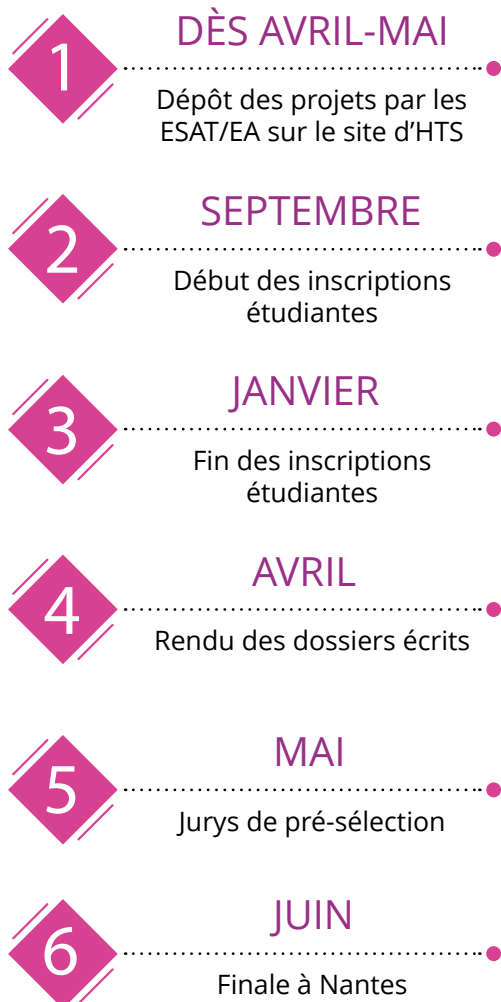 1
DÈS AVRIL-MAI
Dépôt des projets par les
ESAT/EA sur le site d’HTS
2
SEPTEMBRE
Début des inscriptions
étudiantes
3
JANVIER
Fin des inscriptions
étudiantes
4
AVRIL
Rendu des dossiers écrits
5
MAI
Jurys de pré-sélection
6
JUIN
Finale à Nantes